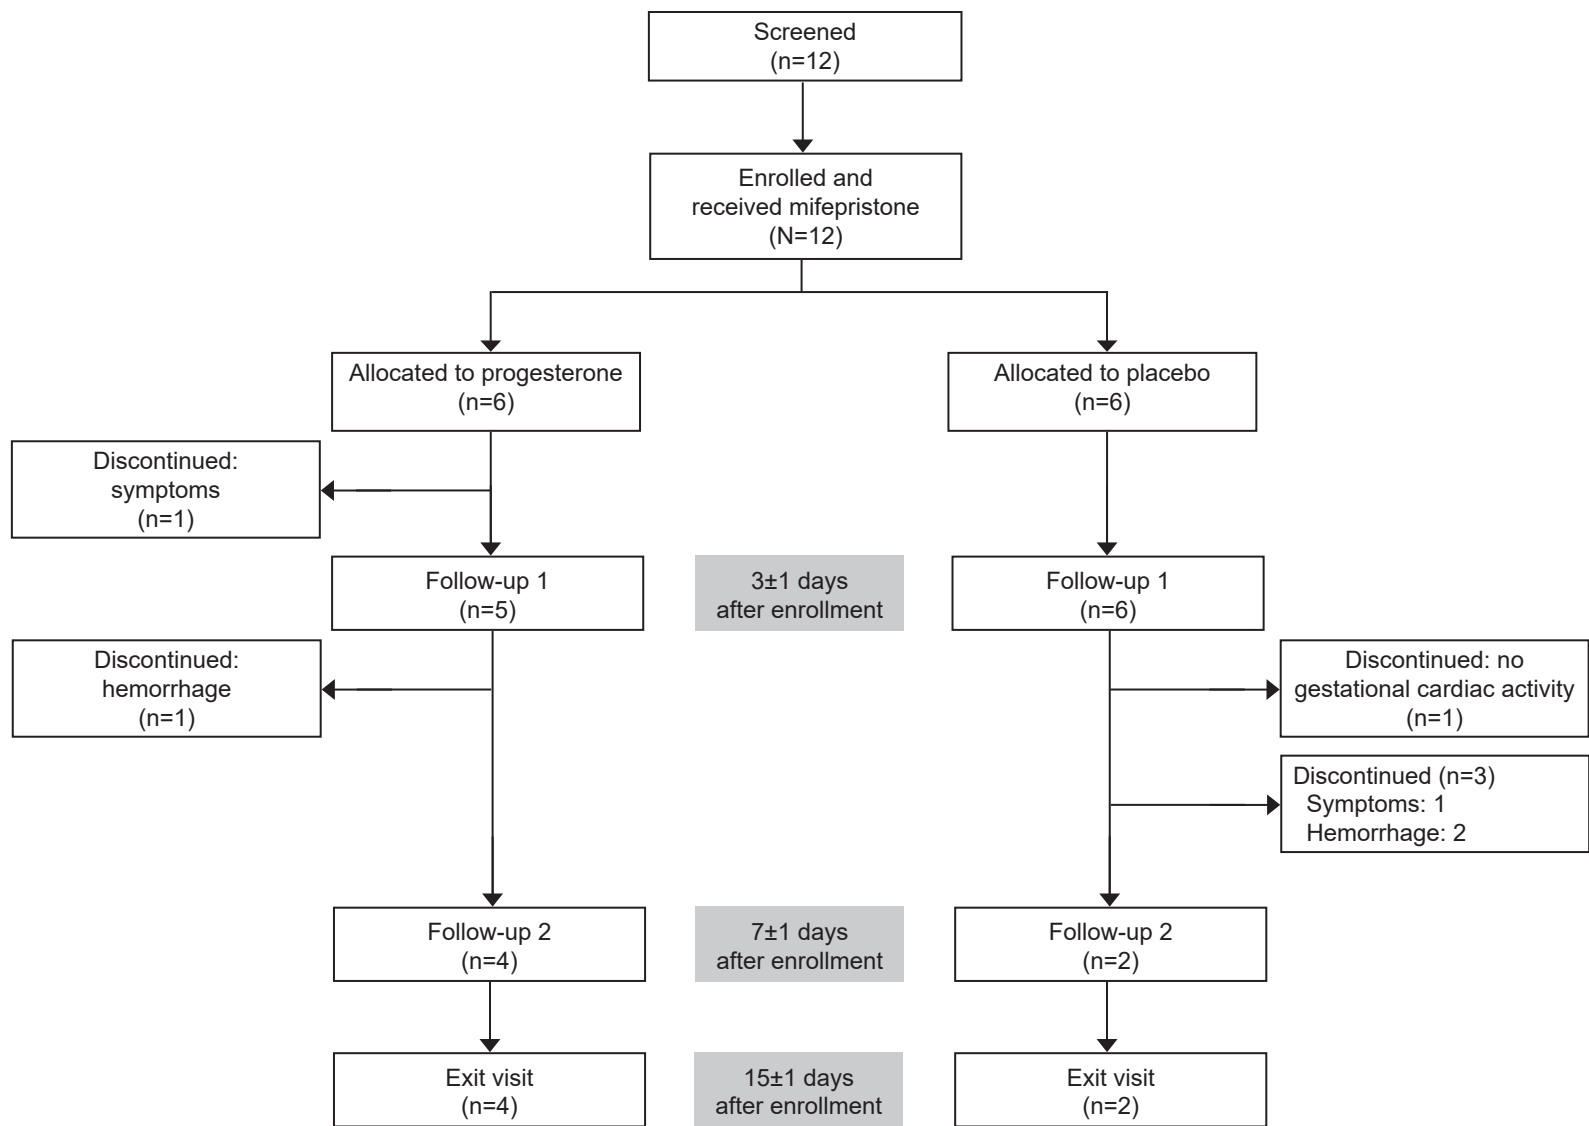 Screened
(n=12)
Enrolled and
received mifepristone
(N=12)
Allocated to progesterone
(n=6)
Allocated to placebo
(n=6)
Discontinued:
symptoms
(n=1)
Follow-up 1
(n=5)
3±1 days
after enrollment
Follow-up 1
(n=6)
Discontinued:
hemorrhage
(n=1)
Discontinued: no
gestational cardiac activity
(n=1)
Discontinued (n=3)
Symptoms: 1
Hemorrhage: 2
Follow-up 2
(n=4)
7±1 days
after enrollment
Follow-up 2
(n=2)
Exit visit
(n=4)
15±1 days
after enrollment
Exit visit
(n=2)